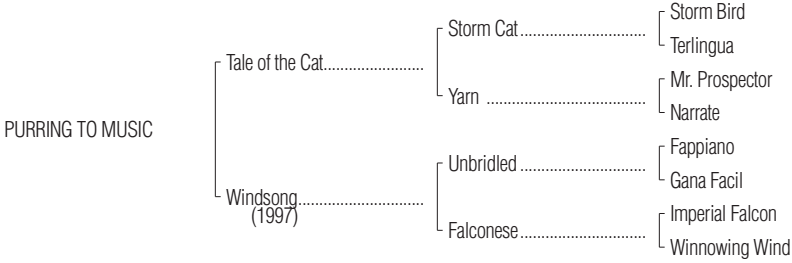 Storm Bird
Storm Cat..............................
Terlingua
Tale of the Cat........................
Mr. Prospector
Yarn ......................................
Narrate
PURRING TO MUSIC
Fappiano
Unbridled..............................
Gana Facil
Windsong..............................
(1997)
Imperial Falcon
Falconese..............................
Winnowing Wind